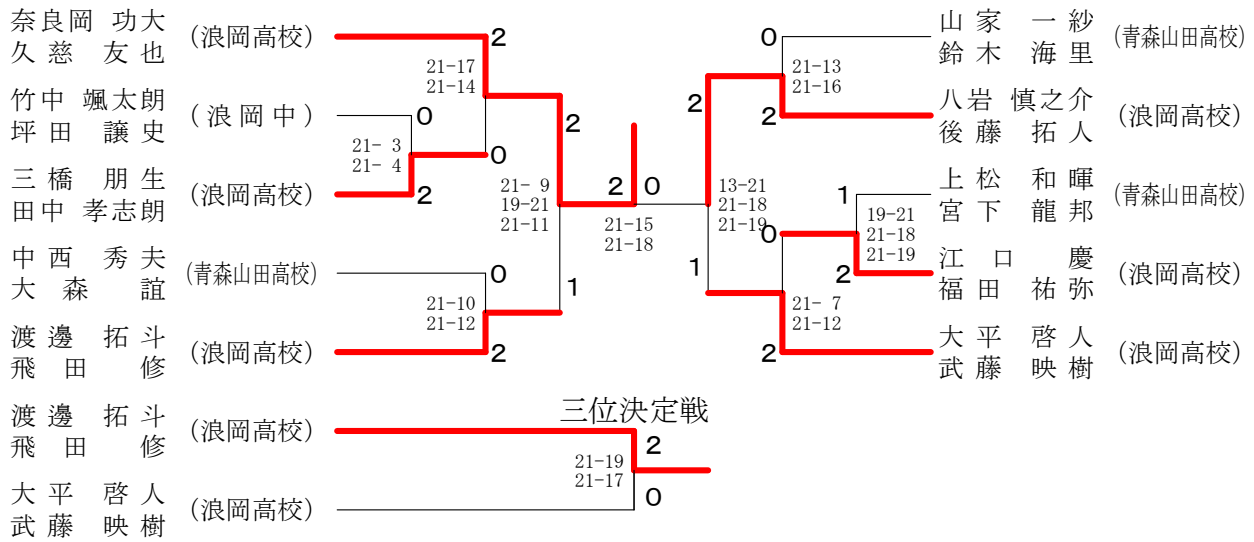 奈良岡 功大
久慈 友也
(浪岡高校)
2
21-17
21-14
竹中 颯太朗
坪田 譲史
(浪岡中)
0
21- 3
21- 4
0
三橋 朋生
田中 孝志朗
(浪岡高校)
2
2
21- 9
19-21
21-11
中西 秀夫
大森 誼
(青森山田高校)
0
21-10
21-12
1
渡邊 拓斗
飛田 修
(浪岡高校)
2
2 0
21-15
21-18
山家 一紗
鈴木 海里
(青森山田高校)
0
21-13
21-16
2
八岩 慎之介
後藤 拓人
(浪岡高校)
2
13-21
21-18
21-19
上松 和暉
宮下 龍邦
(青森山田高校)
1
19-21
21-18
21-19
0
江口 慶
福田 祐弥
(浪岡高校)
2
1
21- 7
21-12
大平 啓人
武藤 映樹
(浪岡高校)
2
三位決定戦
渡邊 拓斗
飛田 修
(浪岡高校)
2
21-19
21-17
大平 啓人
武藤 映樹
(浪岡高校)
0